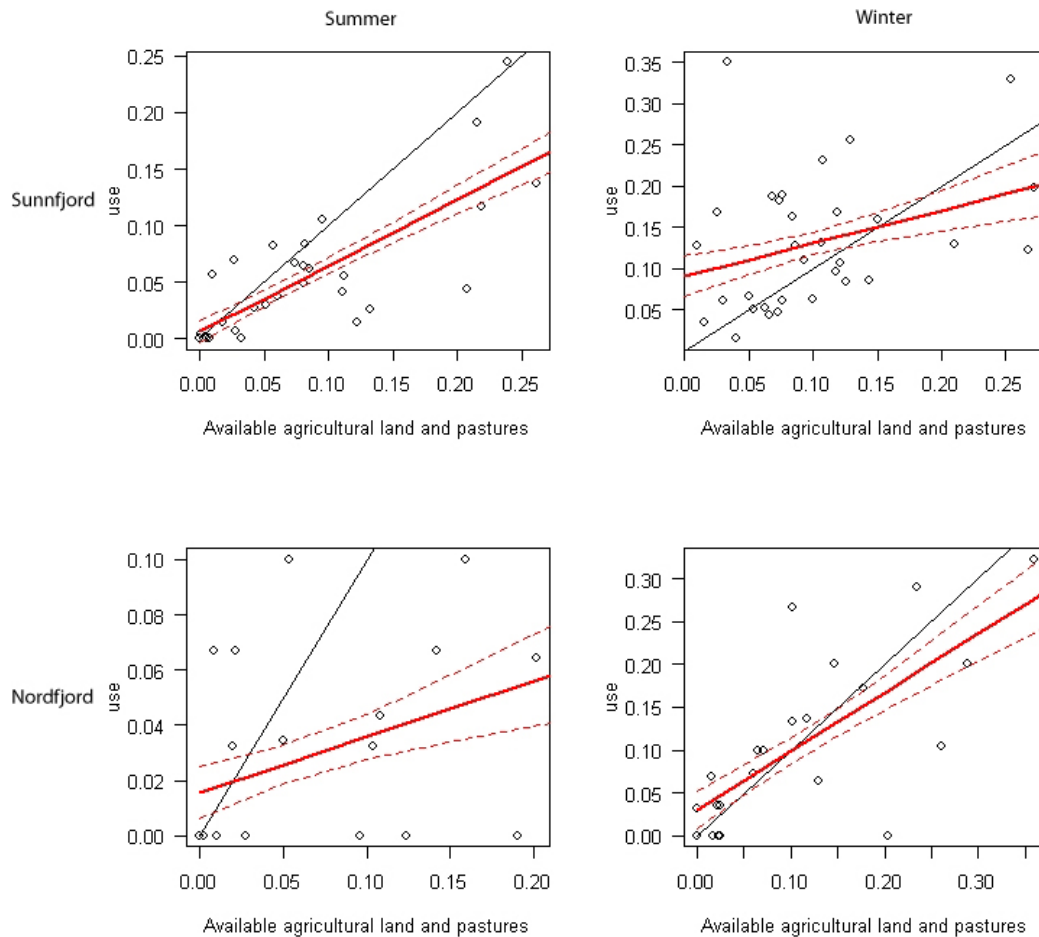 Summer
Winter
Sunnfjord
use
0.25
0.20
0.15
0.10
0.05
0.00
0.00 0.05 0.10 0.15 0.20 0.25
Available agricultural land and pastures
use
0.35
0.30
0.25
0.20
0.15
0.10
0.05
0.00 0.05 0.10 0.15 0.20 0.25
Available agricultural land and pastures
Nordfjord
use
0.10
0.08
0.06
0.04
0.02
0.00
0.00 0.05 0.10 0.15 0.20
Available agricultural land and pastures
use
0.30
0.25
0.20
0.15
0.10
0.05
0.00
0.00 0.10 0.20 0.30
Available agricultural land and pastures